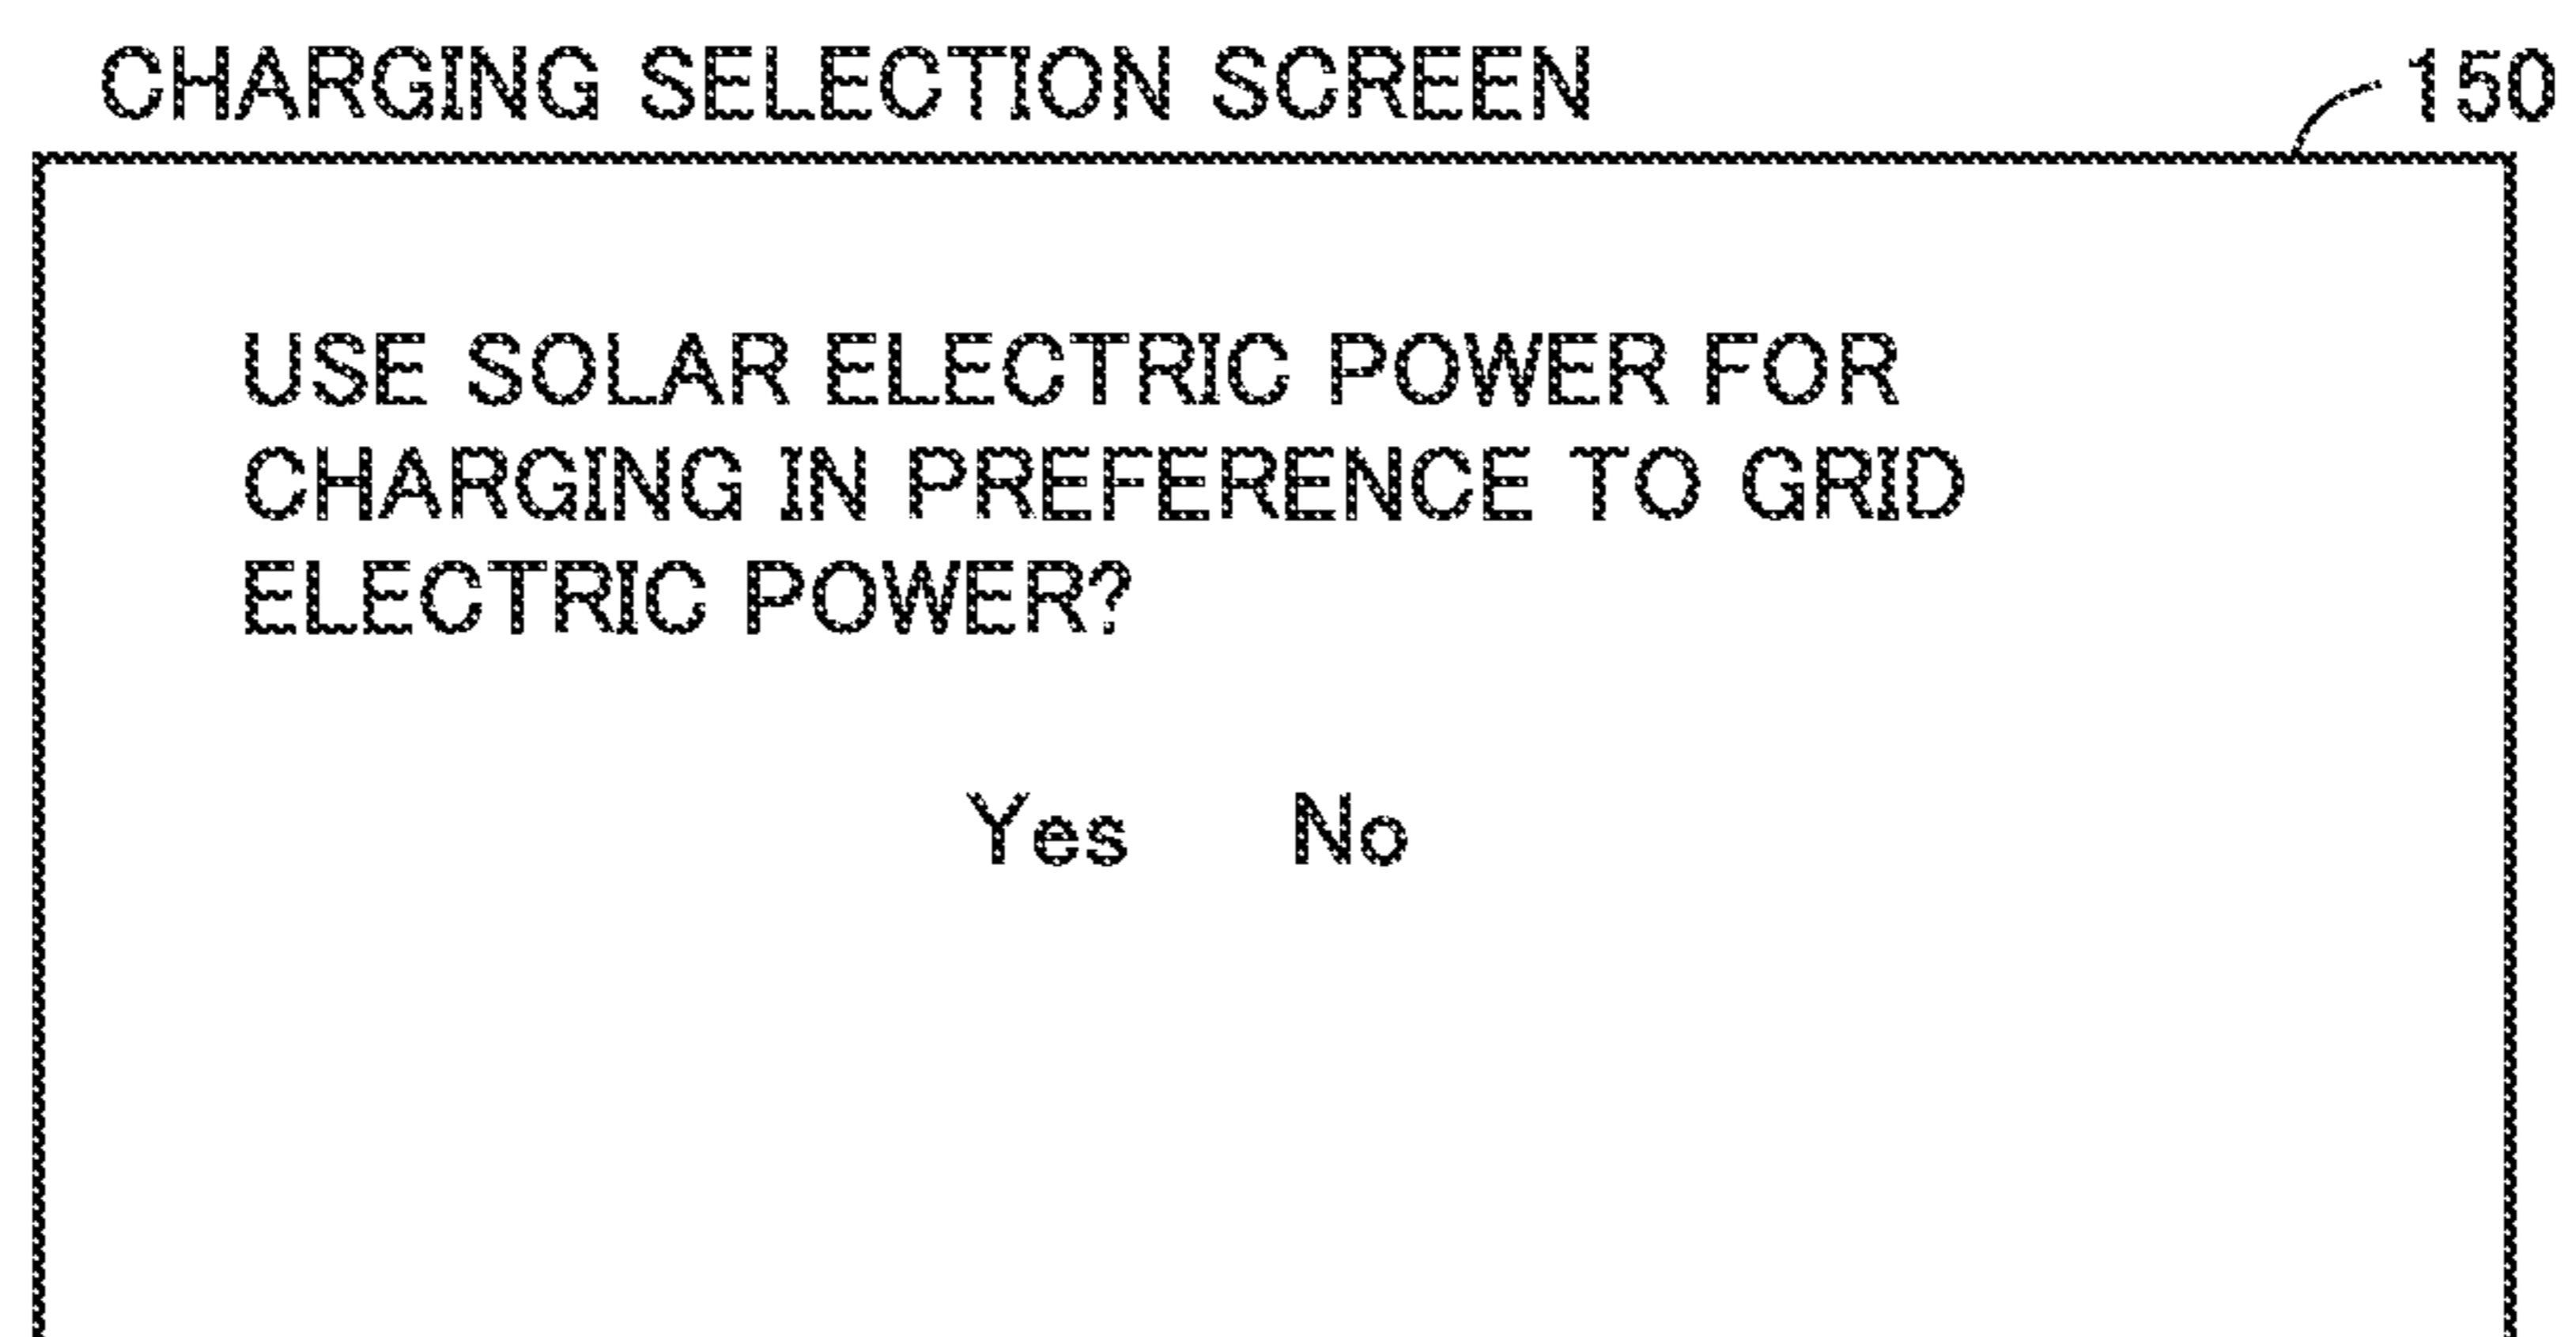 CHARGING SELECTION SCREEN
150
USE SOLAR ELECTRIC POWER FOR
CHARGING IN PREFERENCE TO GRID
ELECTRIC POWER?
Yes No